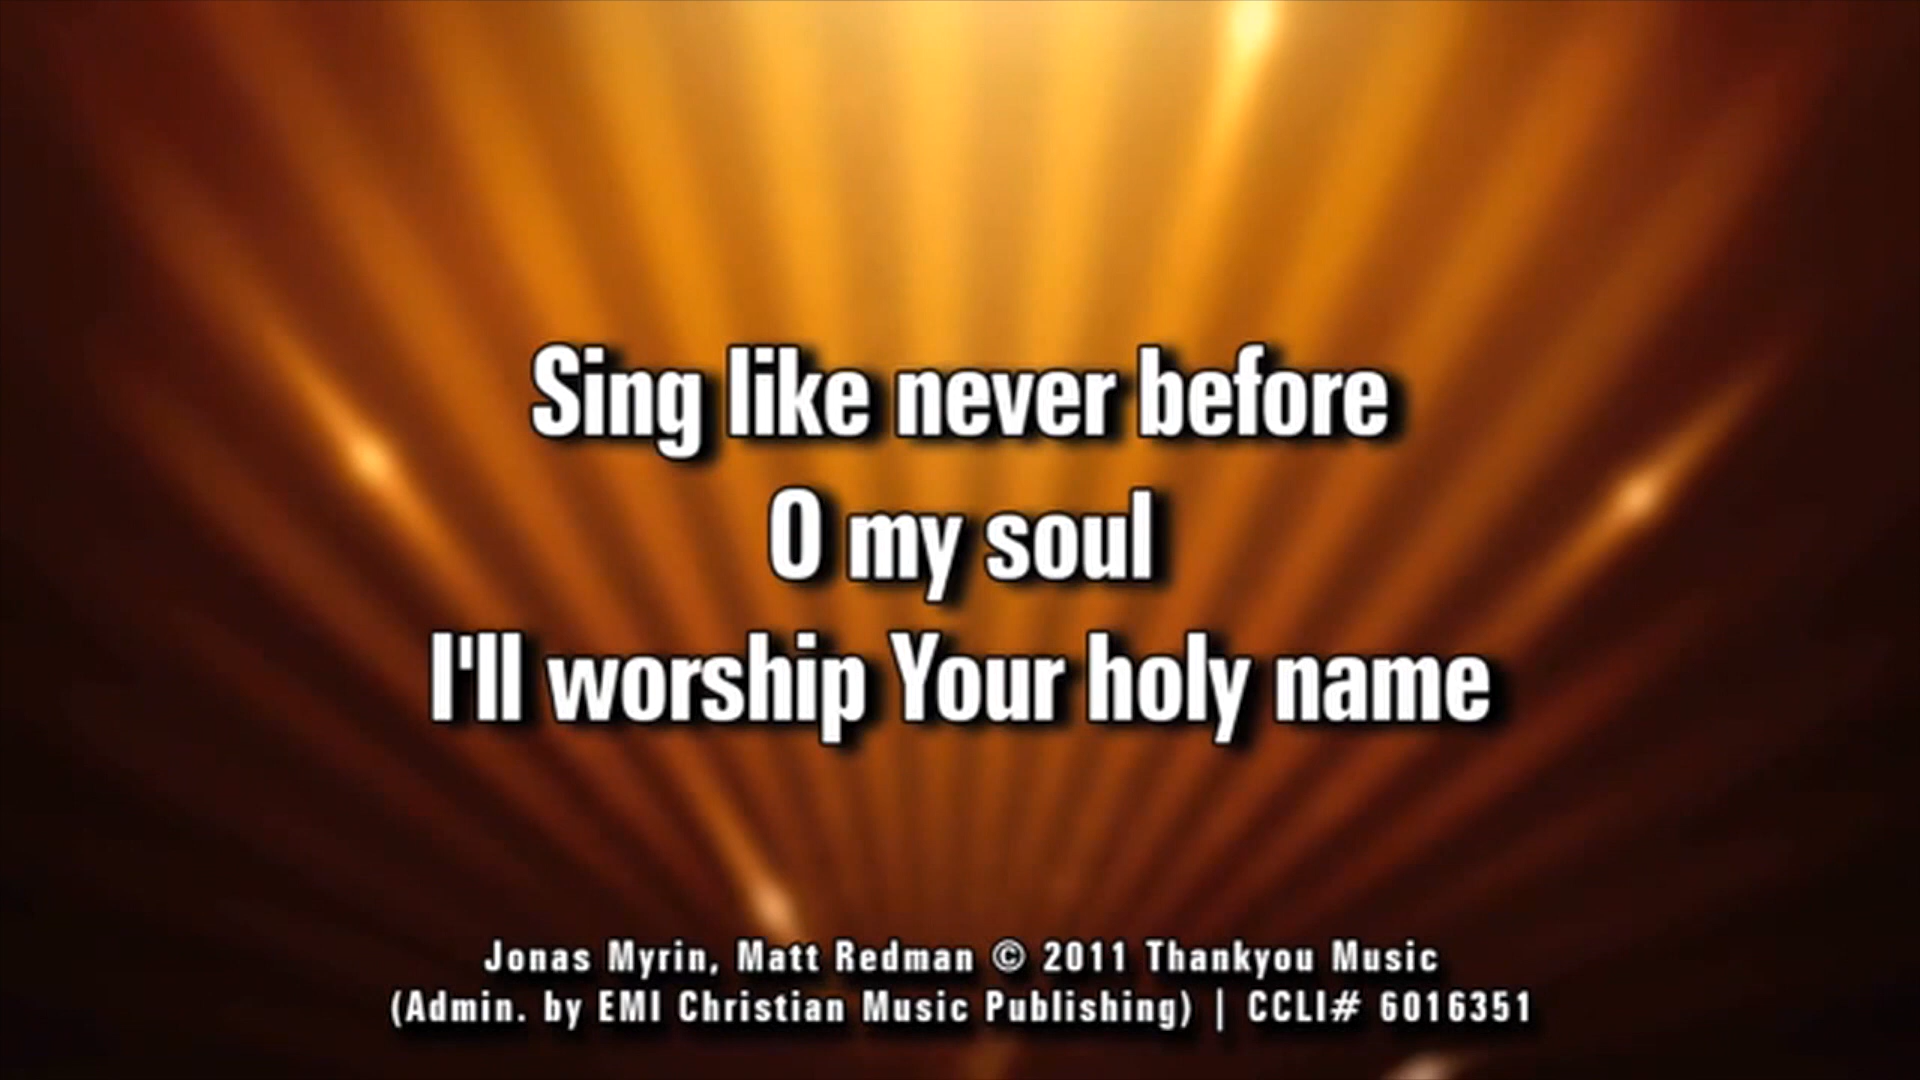 Sing like never before
O my soul
I'll worship Your holy name
Jonas Myrin, Matt Redman © 2011 Thankyou Music
(Admin. by EMI Christian Music Publishing) | CCLI# 6016351